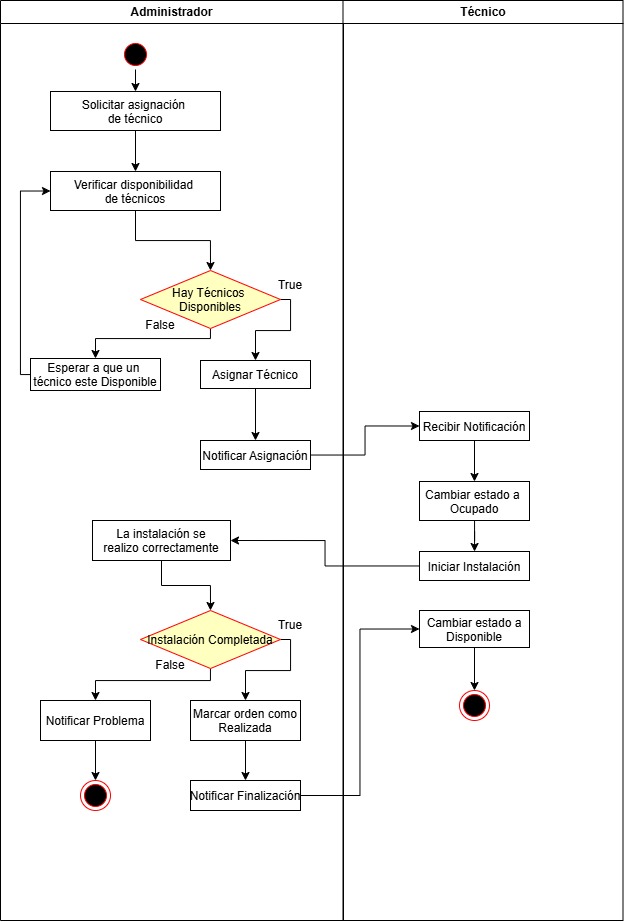 Administrador
Técnico
Solicitar asignación
de técnico
Verificar disponibilidad
de técnicos
Hay Técnicos
Disponibles
True
False
Esperar a que un
técnico este Disponible
Asignar Técnico
Notificar Asignación
Recibir Notificación
Cambiar estado a
Ocupado
Iniciar Instalación
La instalación se
realizo correctamente
Instalación Completada
True
False
Cambiar estado a
Disponible
Notificar Problema
Marcar orden como
Realizada
Notificar Finalización